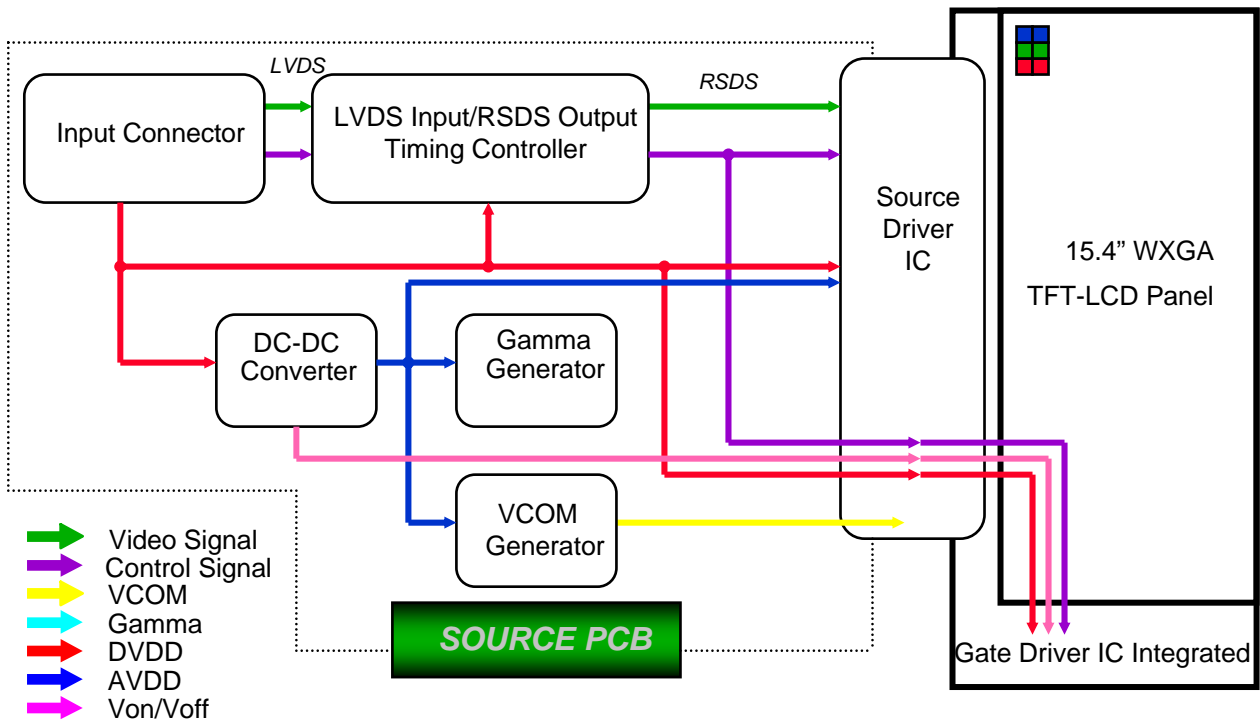 LVDS
RSDS
Input Connector
LVDS Input/RSDS Output
Timing Controller
Source
Driver
IC
15.4” WXGA
TFT-LCD Panel
DC-DC
Converter
Gamma
Generator
VCOM
Generator
Video Signal
Control Signal
VCOM
Gamma
DVDD
AVDD
Von/Voff
SOURCE PCB
Gate Driver IC Integrated